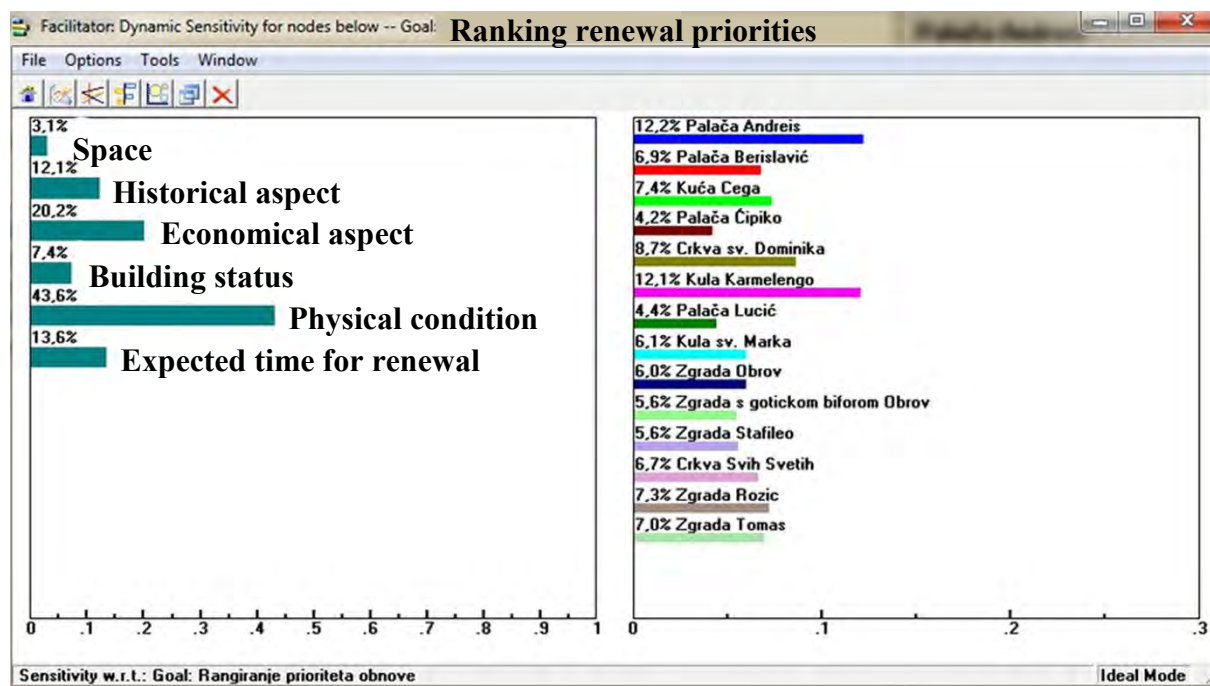 Facilitator: Dynamic Sensitivity for nodes below -- Goal: Ranking renewal priorities
File Options Tools Window
3,1%
Space
12,1%
Historical aspect
20,2%
Economical aspect
7,4%
Building status
43,6%
Physical condition
13,6%
Expected time for renewal
0 .1 .2 .3 .4 .5 .6 .7 .8 .9 1
12,2% Palača Andreis
6,9% Palača Berislavić
7,4% Kuća Cega
4,2% Palača Ćipiko
8,7% Crkva sv. Dominika
12,1% Kula Karmelengo
4,4% Palača Lucić
6,1% Kula sv. Marka
6,0% Zgrada Obrov
5,6% Zgrada s gotickom biforom Obrov
5,6% Zgrada Stafileo
6,7% Crkva Svih Svetih
7,3% Zgrada Rozic
7,0% Zgrada Tomas
0 .1 .2 .3
Sensitivity w.r.t.: Goal: Rangiranje prioriteta obnove
Ideal Mode